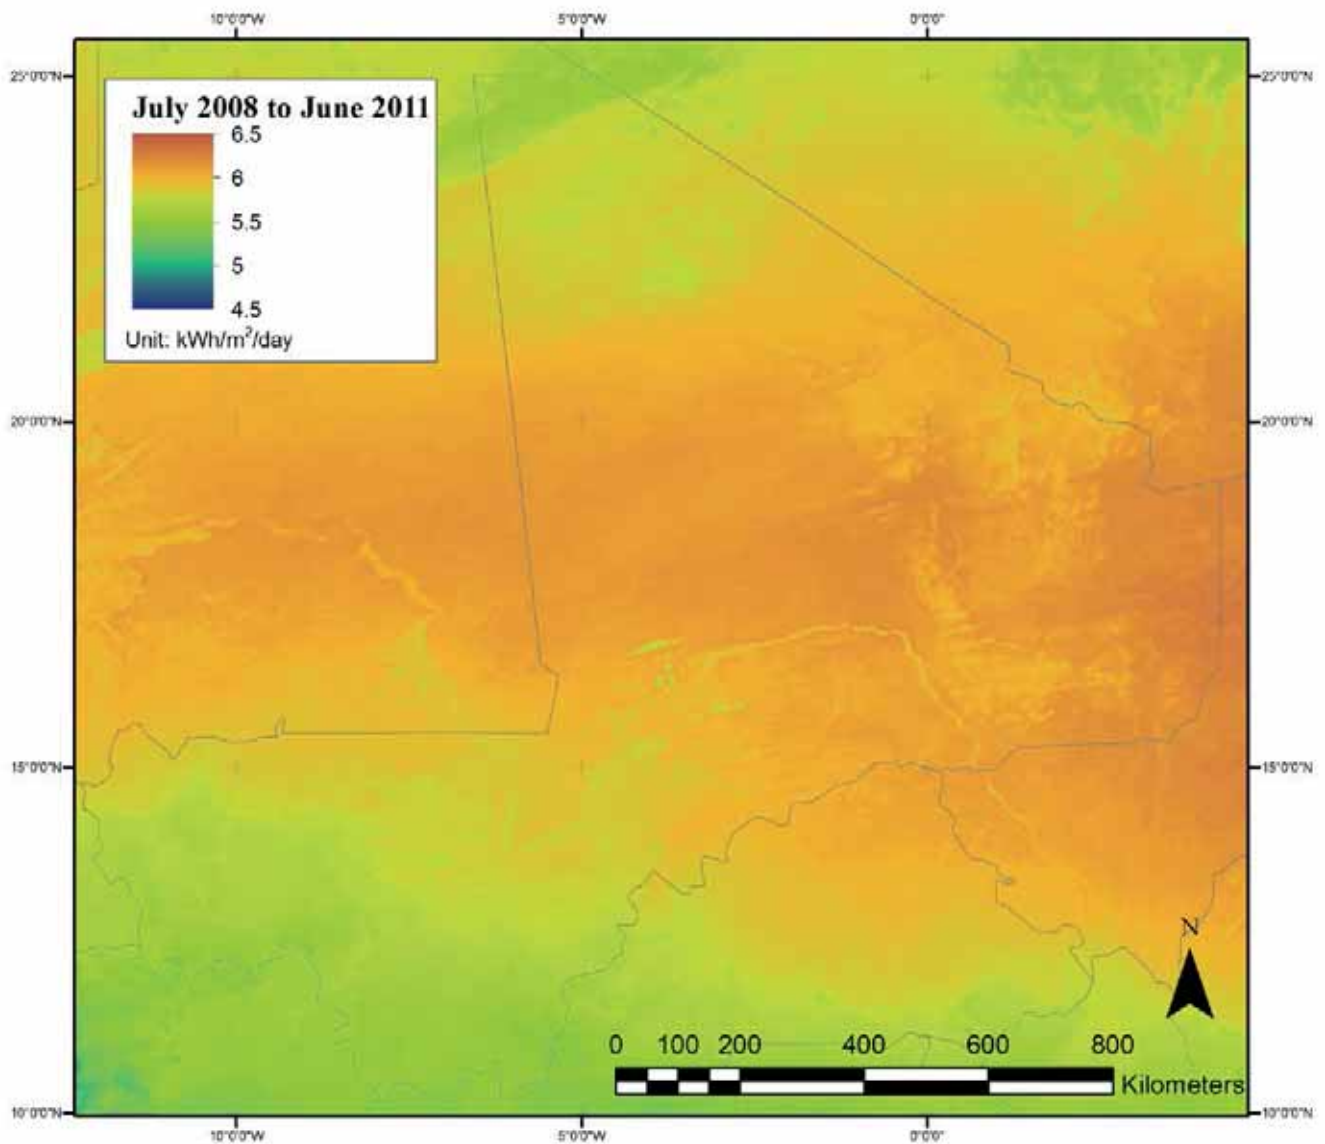 10°0'0"W 5°0'0"W 0°0'0"
25°0'0"N 25°0'0"N
July 2008 to June 2011
6.5
6
5.5
5
4.5
Unit: kWh/m²/day
20°0'0"N 20°0'0"N
15°0'0"N 15°0'0"N
N
0 100 200 400 600 800
Kilometers
10°0'0"N 10°0'0"N
10°0'0"W 5°0'0"W 0°0'0"